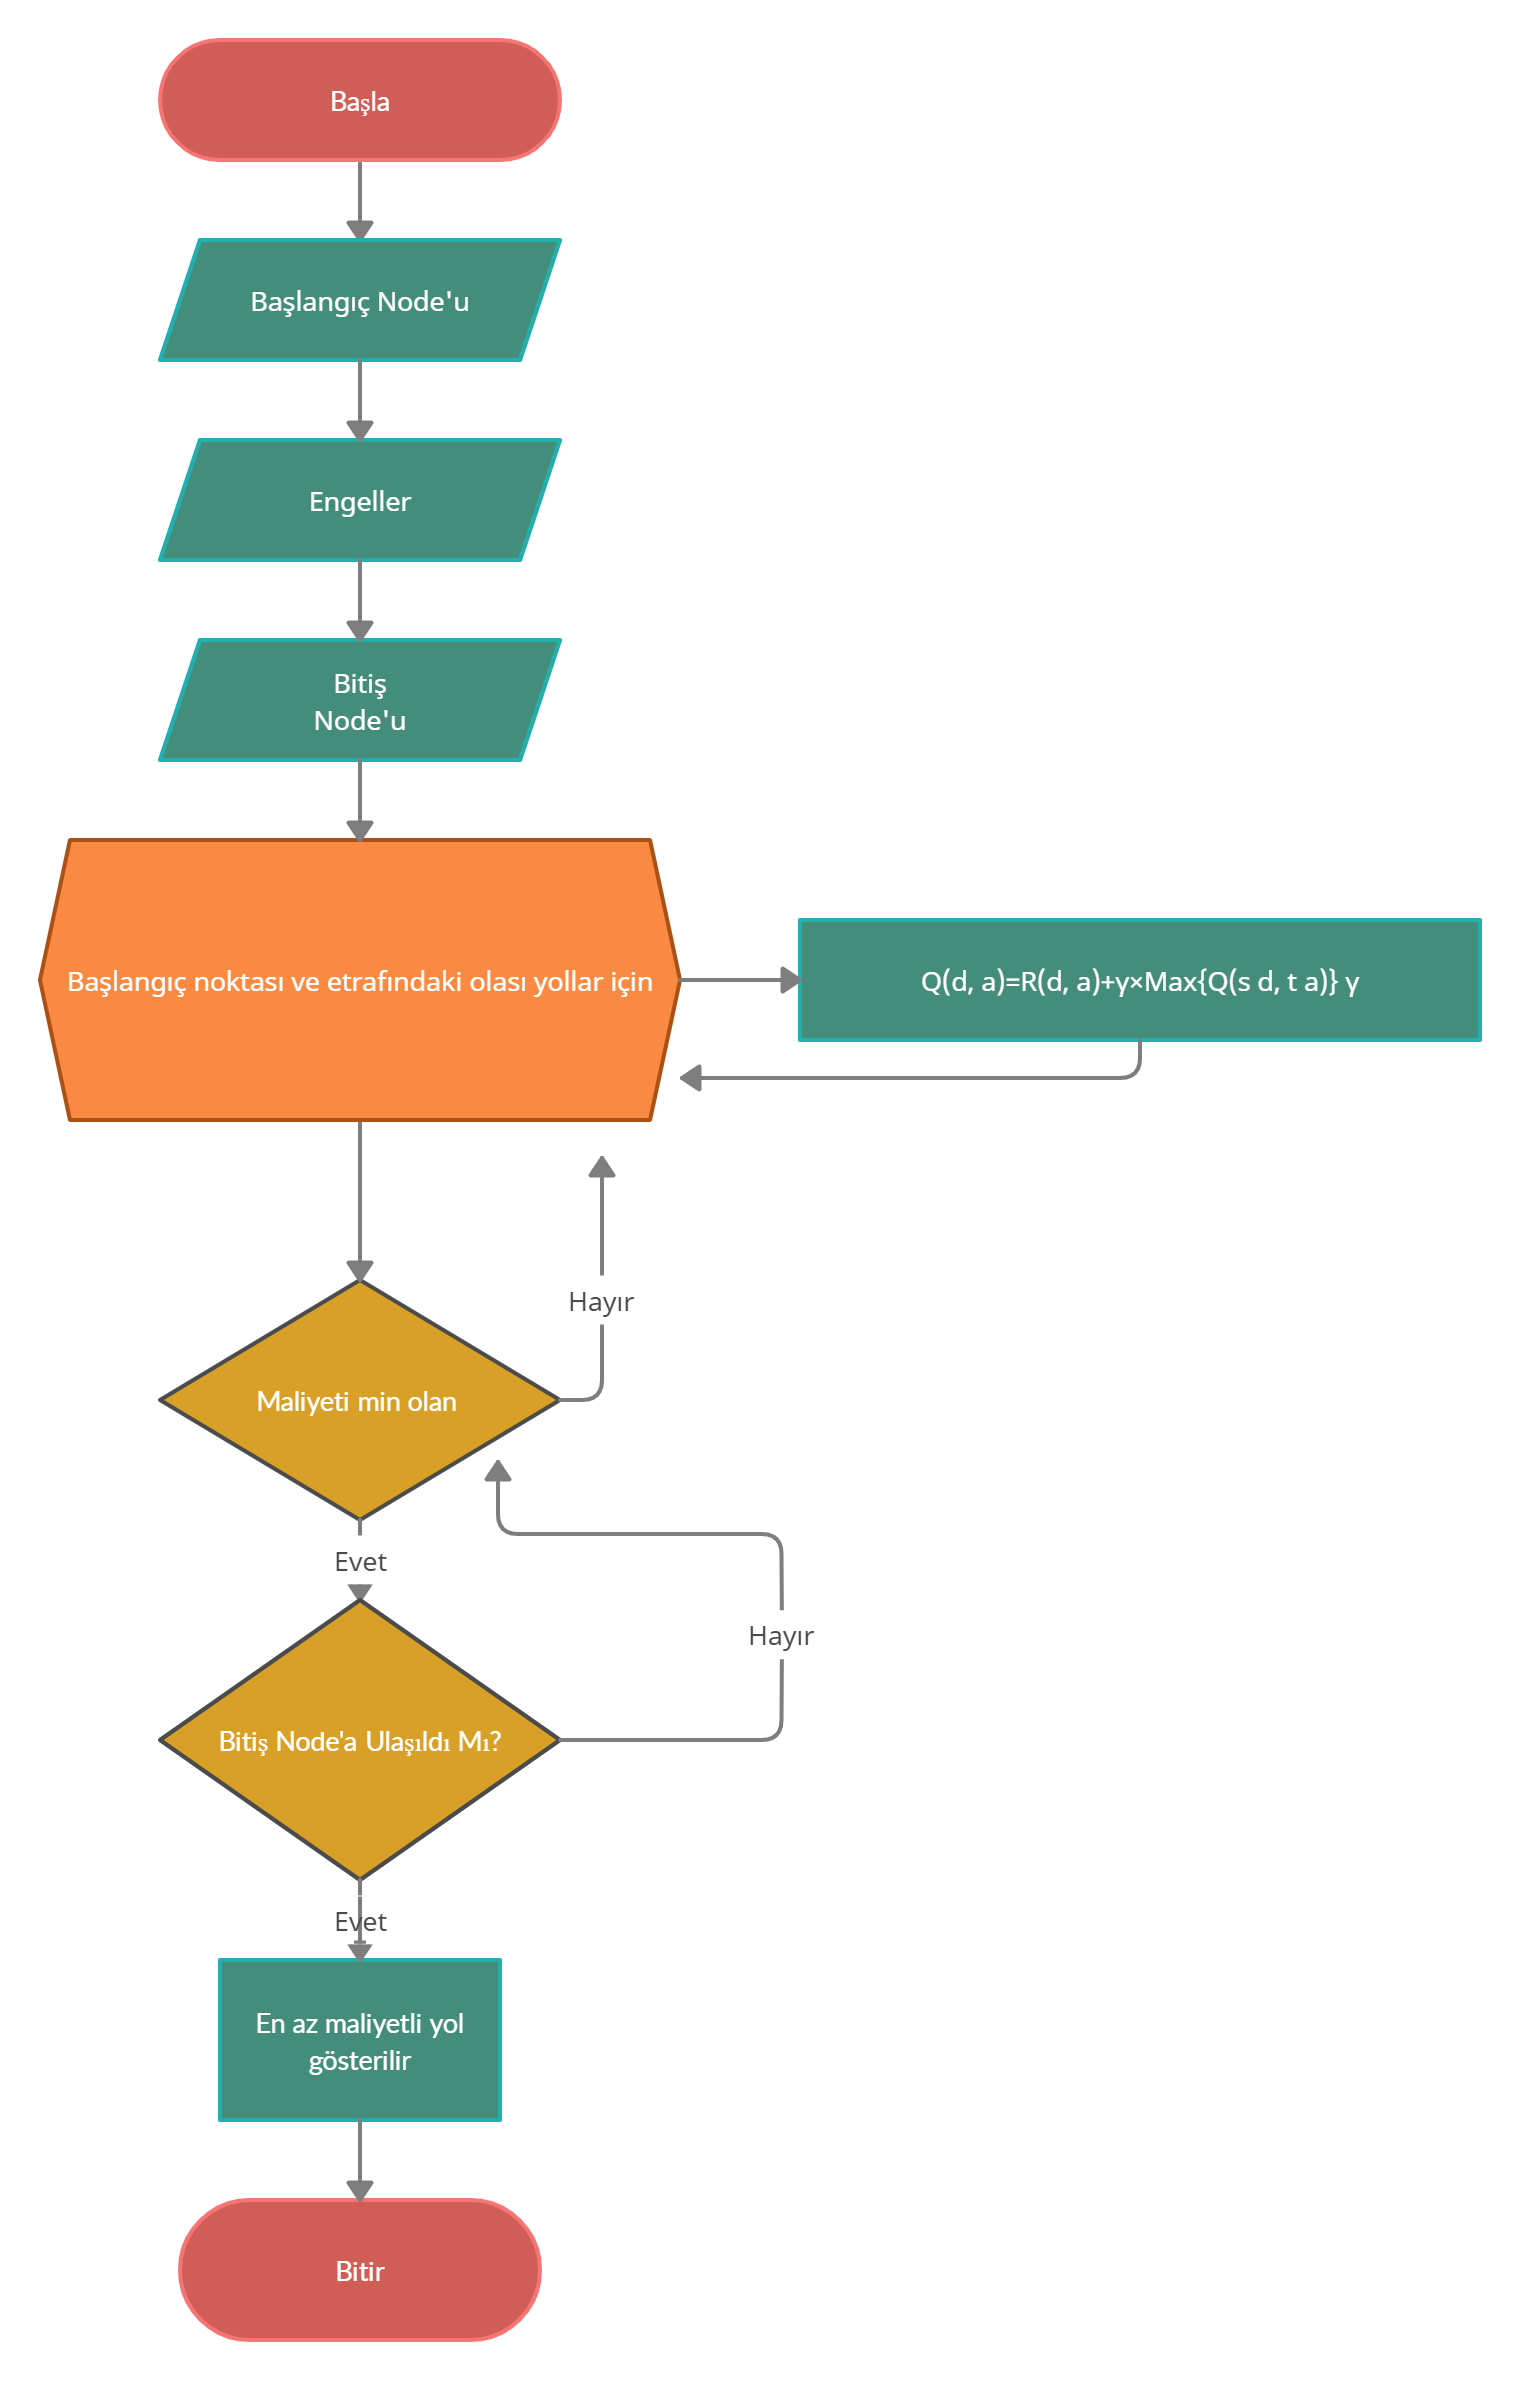 Başla
Başlangıç Node'u
Engeller
Bitiş
Node'u
Başlangıç noktası ve etrafındaki olası yollar için
Q(d, a)=R(d, a)+γ×Max{Q(s d, t a)} γ
Hayır
Maliyeti min olan
Evet
Hayır
Bitiş Node'a Ulaşıldı Mı?
Evet
En az maliyetli yol
gösterilir
Bitir